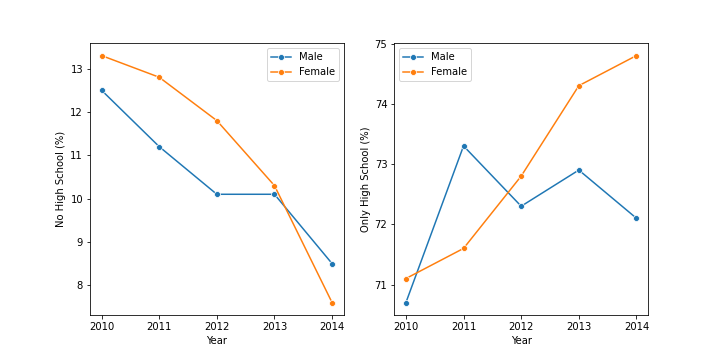 No High School (%)
13
12
11
10
9
8
2010 2011 2012 2013 2014
Year
Male
Female
Only High School (%)
75
74
73
72
71
2010 2011 2012 2013 2014
Year
Male
Female